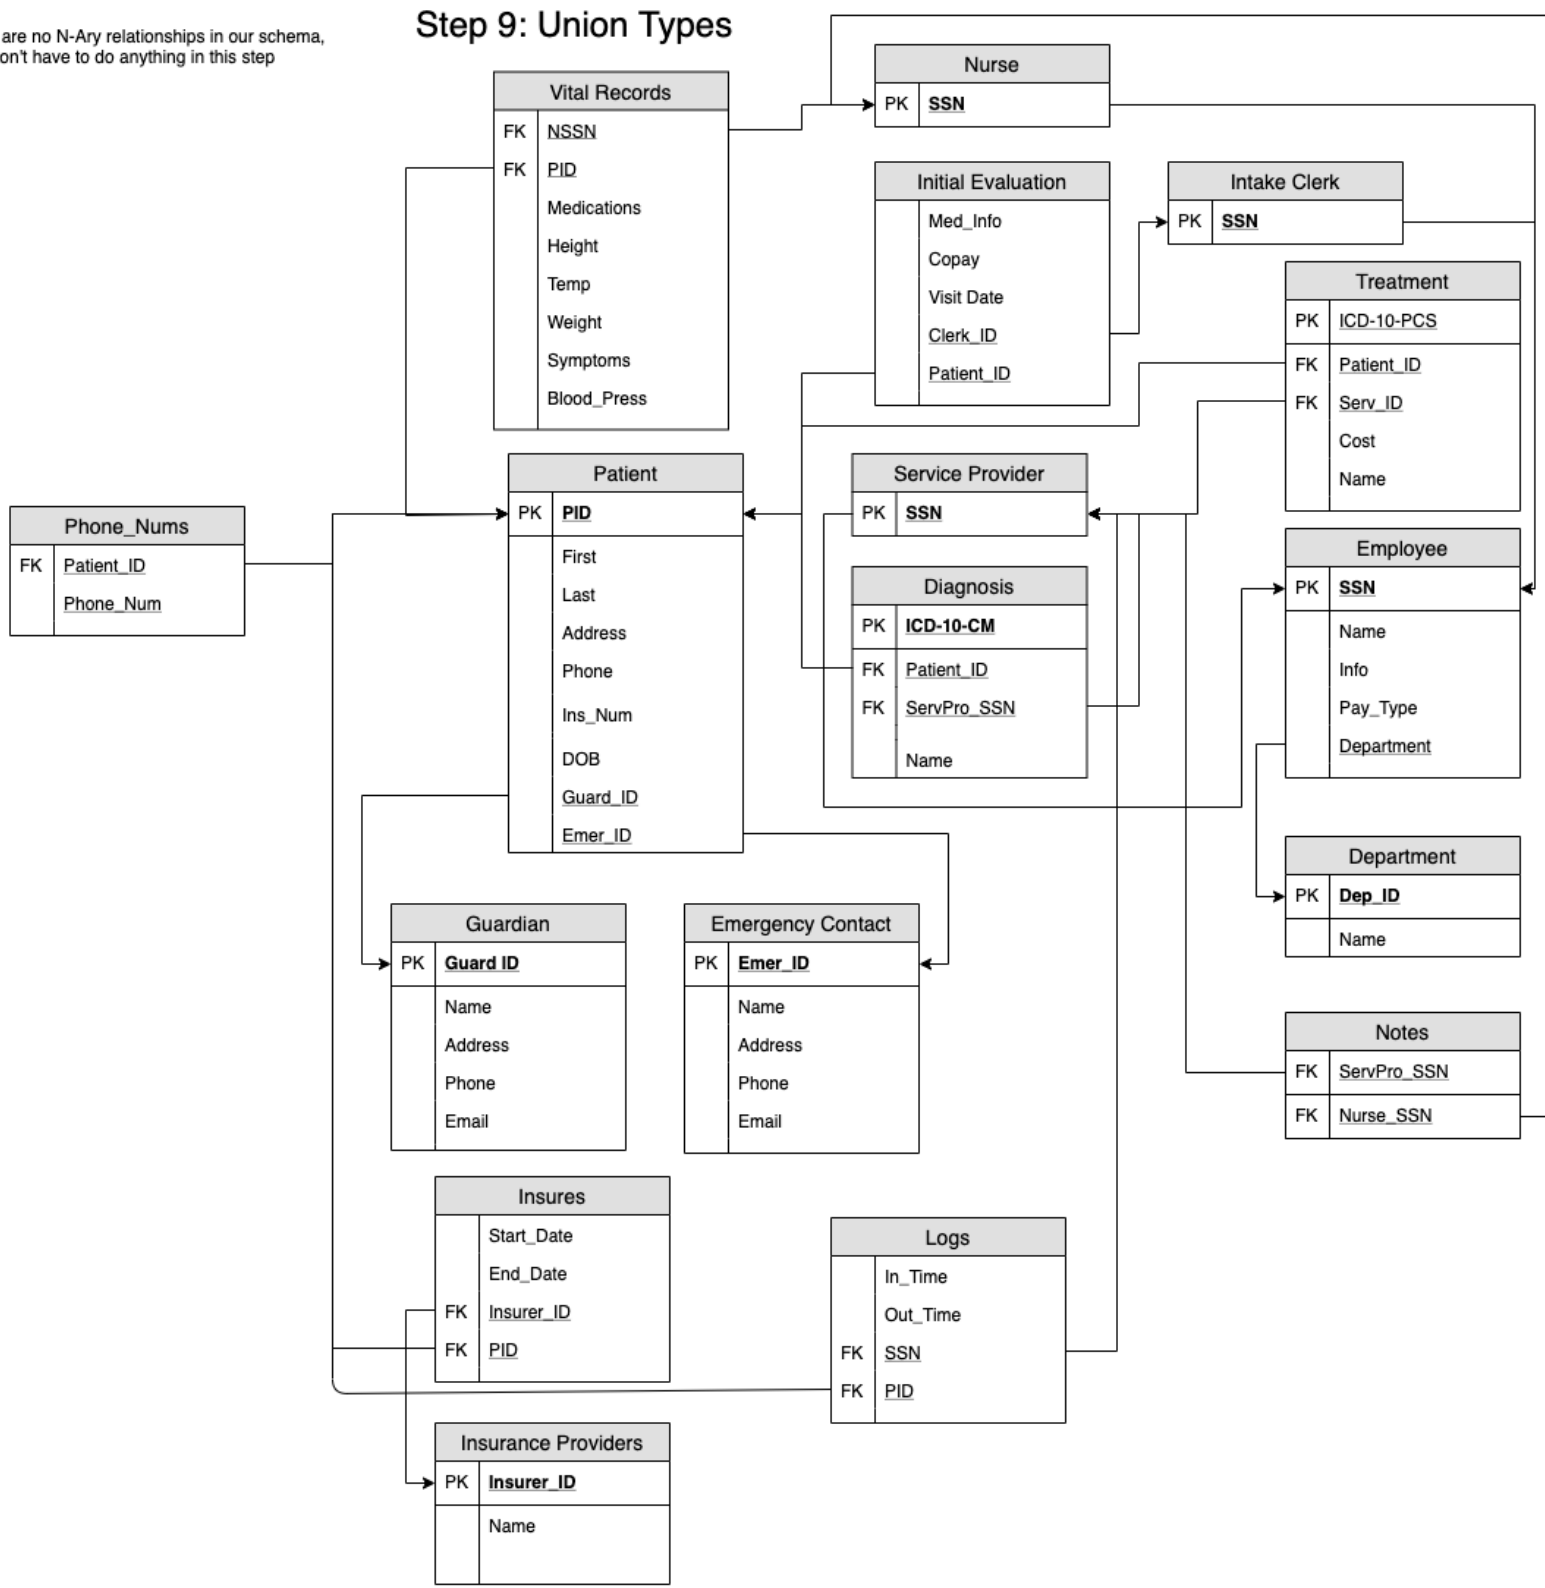 Step 9: Union Types
are no N-Ary relationships in our schema,
on't have to do anything in this step
Vital Records
FK NSSN
FK PID
Medications
Height
Temp
Weight
Symptoms
Blood_Press
Nurse
PK SSN
Initial Evaluation
Med_Info
Copay
Visit Date
Clerk_ID
Patient_ID
Intake Clerk
PK SSN
Treatment
PK ICD-10-PCS
FK Patient_ID
FK Serv_ID
Cost
Name
Phone_Nums
FK Patient_ID
Phone_Num
Patient
PK PID
First
Last
Address
Phone
Ins_Num
DOB
Guard_ID
Emer_ID
Service Provider
PK SSN
Diagnosis
PK ICD-10-CM
FK Patient_ID
FK ServPro_SSN
Name
Employee
PK SSN
Name
Info
Pay_Type
Department
Department
PK Dep_ID
Name
Guardian
PK Guard ID
Name
Address
Phone
Email
Emergency Contact
PK Emer_ID
Name
Address
Phone
Email
Notes
FK ServPro_SSN
FK Nurse_SSN
Insures
Start_Date
End_Date
FK Insurer_ID
FK PID
Logs
In_Time
Out_Time
FK SSN
FK PID
Insurance Providers
PK Insurer_ID
Name